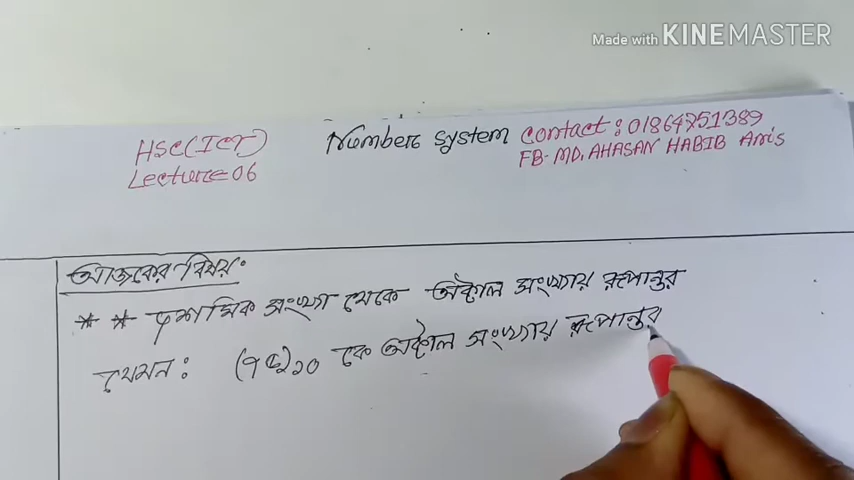 Made with KINEMASTER
HSC(ICT) Number system Contact: 01864751389
Lecture 06 FB-MD. AHASAN HABIB Anis
আজকের বিষয়:
** দশমিক সংখ্যা থেকে অক্টাল সংখ্যায় রূপান্তর
যেমন: (৭৫)১০ কে অক্টাল সংখ্যায় রূপান্তর